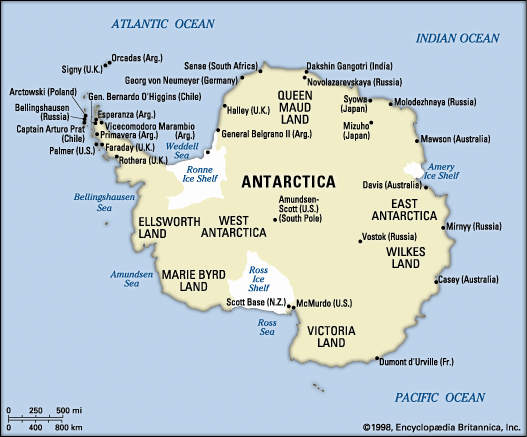 ATLANTIC OCEAN
INDIAN OCEAN
Orcadas (Arg.)
Signy (U.K.)
Sanae (South Africa)
Dakshin Gangotri (India)
Georg von Neumeyer (Germany)
Novolazarevskaya (Russia)
Arctowski (Poland)
Gen. Bernardo O'Higgins (Chile)
Bellingshausen
(Russia)
Esperanza (Arg.)
Vicecomodoro Marambio
(Arg.)
Captain Arturo Prat
(Chile)
Primavera (Arg.)
Palmer (U.S.)
Faraday (U.K.)
Rothera (U.K.)
Halley (U.K.)
General Belgrano II (Arg.)
QUEEN
MAUD
LAND
Syowa
(Japan)
Molodezhnaya (Russia)
Mizuho
(Japan)
Mawson (Australia)
Weddell
Sea
Ronne
Ice Shelf
ANTARCTICA
Amery
Ice Shelf
Davis (Australia)
Bellingshausen
Sea
ELLSWORTH
LAND
WEST
ANTARCTICA
Amundsen-
Scott (U.S.)
(South Pole)
EAST
ANTARCTICA
Mirnyy (Russia)
Vostok (Russia)
WILKES
LAND
Amundsen
Sea
MARIE BYRD
LAND
Ross
Ice
Shelf
Casey (Australia)
Scott Base (N.Z.)
McMurdo (U.S.)
Ross
Sea
VICTORIA
LAND
Dumont d'Urville (Fr.)
PACIFIC OCEAN
0 200 400 500 mi
0 400 800 km
©1998, Encyclopædia Britannica, Inc.